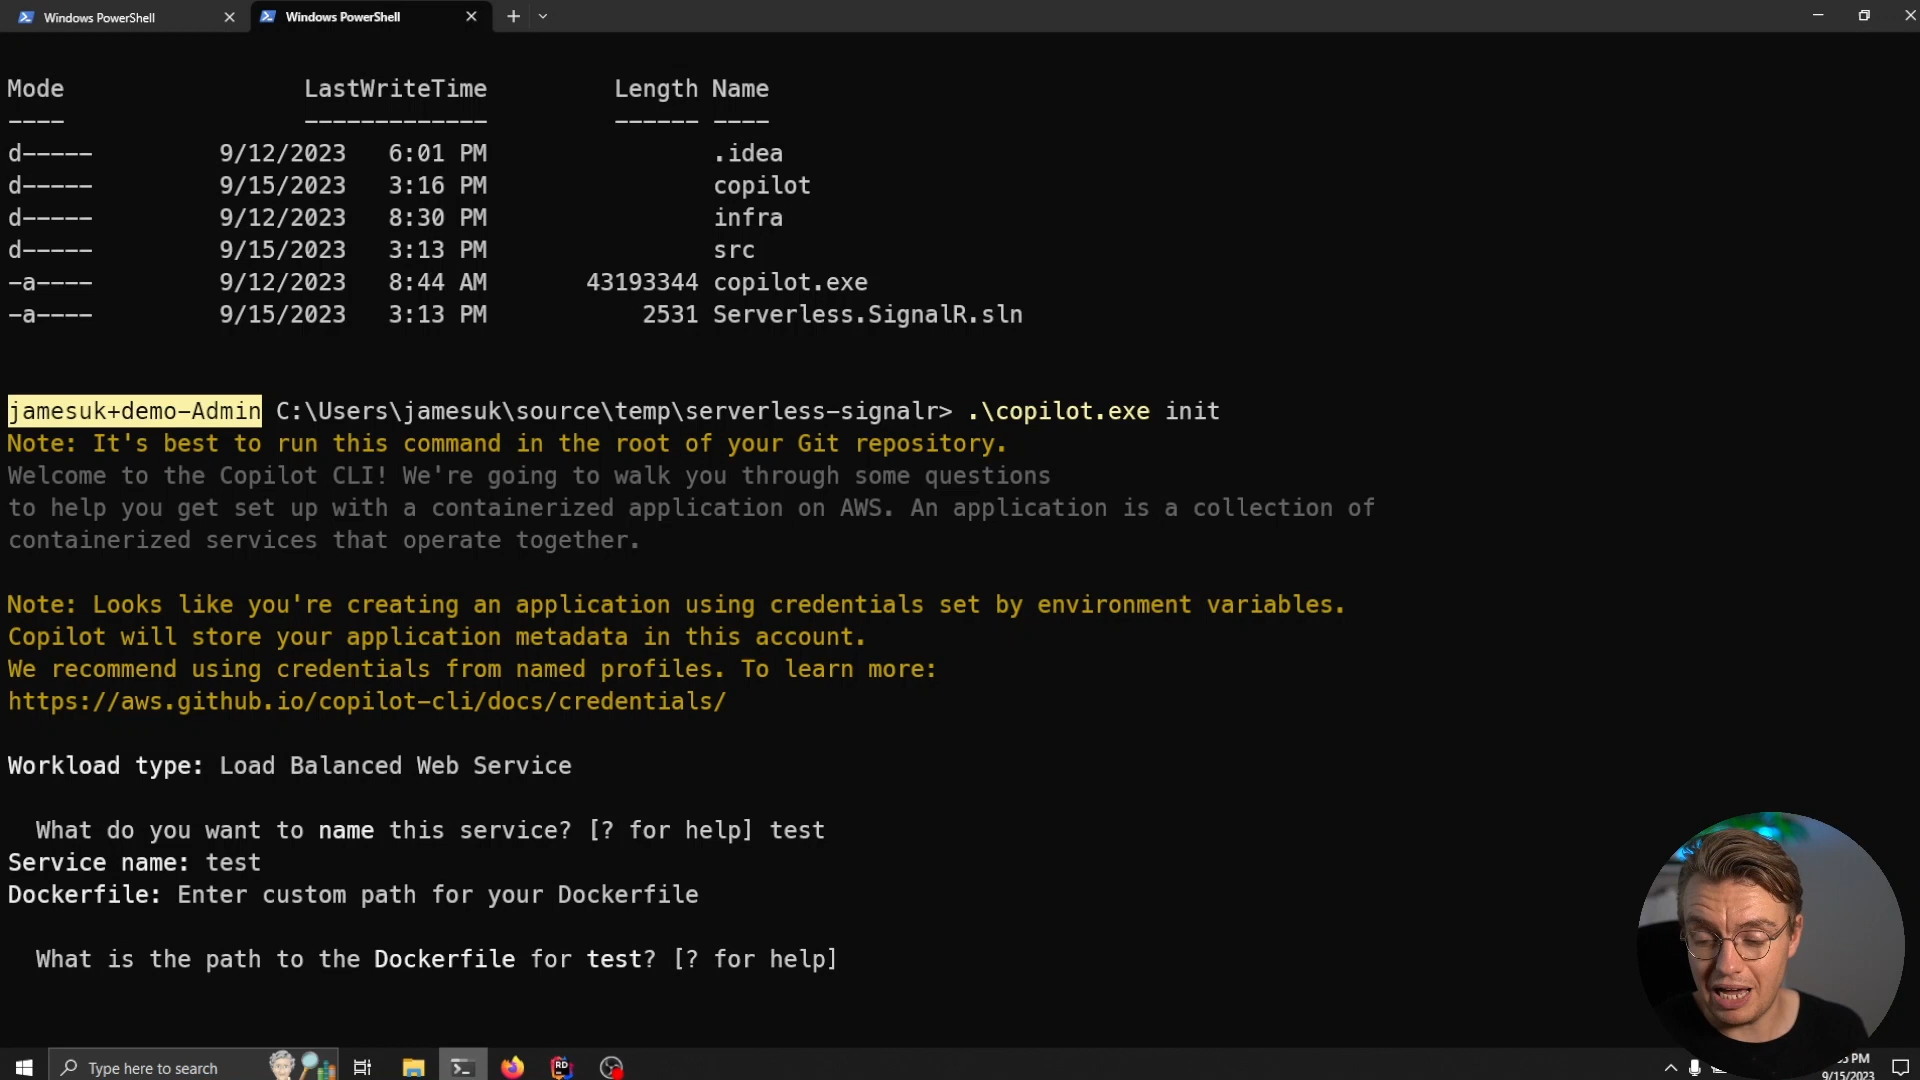 Windows PowerShell
Windows PowerShell
Mode LastWriteTime Length Name
---- ------------- ------ ----
d----- 9/12/2023 6:01 PM .idea
d----- 9/15/2023 3:16 PM copilot
d----- 9/12/2023 8:30 PM infra
d----- 9/15/2023 3:13 PM src
-a---- 9/12/2023 8:44 AM 43193344 copilot.exe
-a---- 9/15/2023 3:13 PM 2531 Serverless.SignalR.sln
jamesuk+demo-Admin C:\Users\jamesuk\source\temp\serverless-signalr> .\copilot.exe init
Note: It's best to run this command in the root of your Git repository.
Welcome to the Copilot CLI! We're going to walk you through some questions
to help you get set up with a containerized application on AWS. An application is a collection of
containerized services that operate together.
Note: Looks like you're creating an application using credentials set by environment variables.
Copilot will store your application metadata in this account.
We recommend using credentials from named profiles. To learn more:
https://aws.github.io/copilot-cli/docs/credentials/
Workload type: Load Balanced Web Service
What do you want to name this service? [? for help] test
Service name: test
Dockerfile: Enter custom path for your Dockerfile
What is the path to the Dockerfile for test? [? for help]
Type here to search
RD
PM
9/15/2023